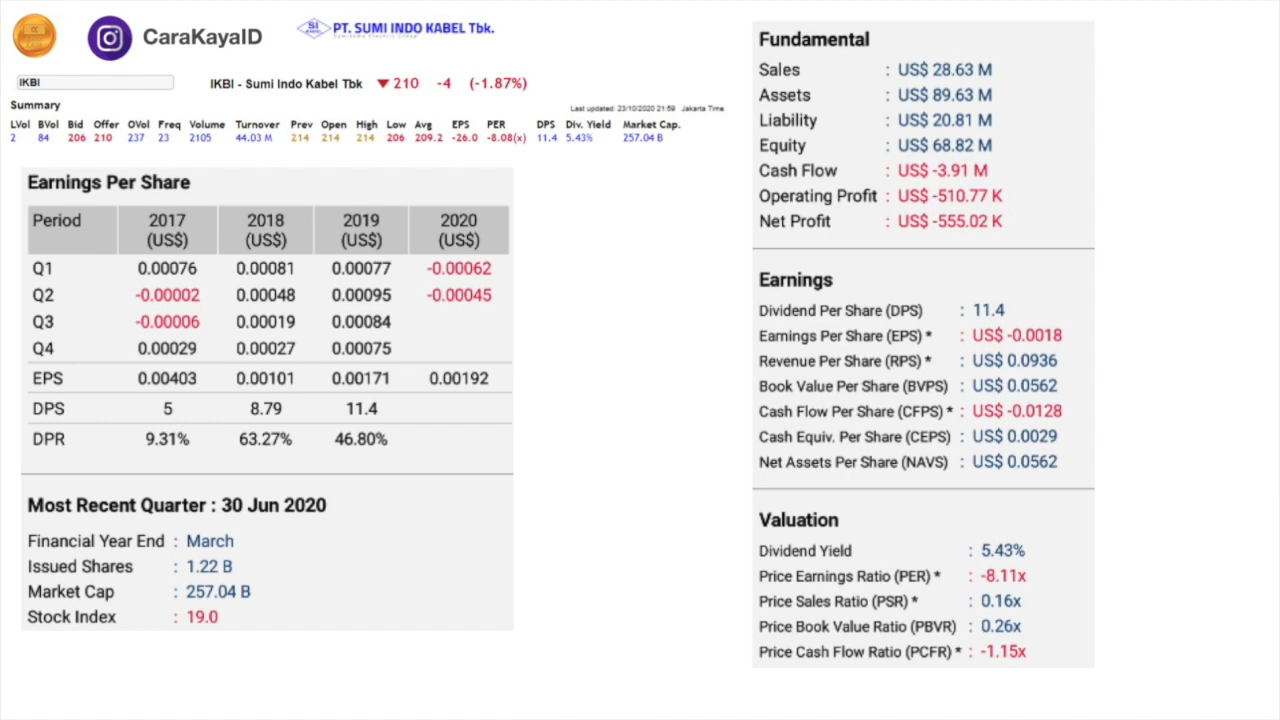 CaraKayaID
PT. SUMI INDO KABEL Tbk.
IKBI
IKBI - Sumi Indo Kabel Tbk ▼ 210 -4 (-1.87%)
Summary
Last updated: 23/10/2020 21:59 Jakarta Time
LVol BVol Bid Offer OVol Freq Volume Turnover Prev Open High Low Avg EPS PER DPS Div. Yield Market Cap.
2 84 206 210 237 23 2105 44.03 M 214 214 214 206 209.2 -26.0 -8.08(x) 11.4 5.43% 257.04 B
Earnings Per Share
Period 2017 (US$) 2018 (US$) 2019 (US$) 2020 (US$)
Q1 0.00076 0.00081 0.00077 -0.00062
Q2 -0.00002 0.00048 0.00095 -0.00045
Q3 -0.00006 0.00019 0.00084
Q4 0.00029 0.00027 0.00075
EPS 0.00403 0.00101 0.00171 0.00192
DPS 5 8.79 11.4
DPR 9.31% 63.27% 46.80%
Most Recent Quarter : 30 Jun 2020
Financial Year End : March
Issued Shares : 1.22 B
Market Cap : 257.04 B
Stock Index : 19.0
Fundamental
Sales : US$ 28.63 M
Assets : US$ 89.63 M
Liability : US$ 20.81 M
Equity : US$ 68.82 M
Cash Flow : US$ -3.91 M
Operating Profit : US$ -510.77 K
Net Profit : US$ -555.02 K
Earnings
Dividend Per Share (DPS) : 11.4
Earnings Per Share (EPS) * : US$ -0.0018
Revenue Per Share (RPS) * : US$ 0.0936
Book Value Per Share (BVPS) : US$ 0.0562
Cash Flow Per Share (CFPS) * : US$ -0.0128
Cash Equiv. Per Share (CEPS) : US$ 0.0029
Net Assets Per Share (NAVS) : US$ 0.0562
Valuation
Dividend Yield : 5.43%
Price Earnings Ratio (PER) * : -8.11x
Price Sales Ratio (PSR) * : 0.16x
Price Book Value Ratio (PBVR) : 0.26x
Price Cash Flow Ratio (PCFR) * : -1.15x